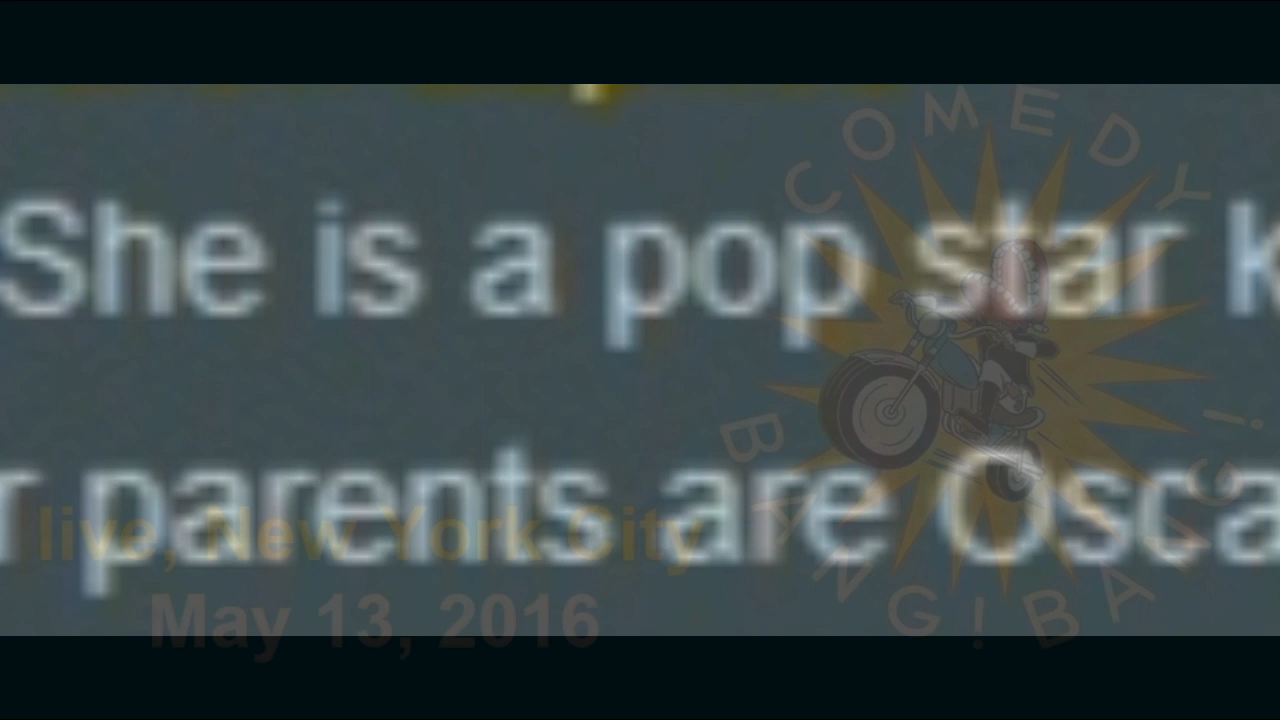 She is a pop star k
r parents are Osca
live, New York City
May 13, 2016
COMEDY
BANG!BANG!